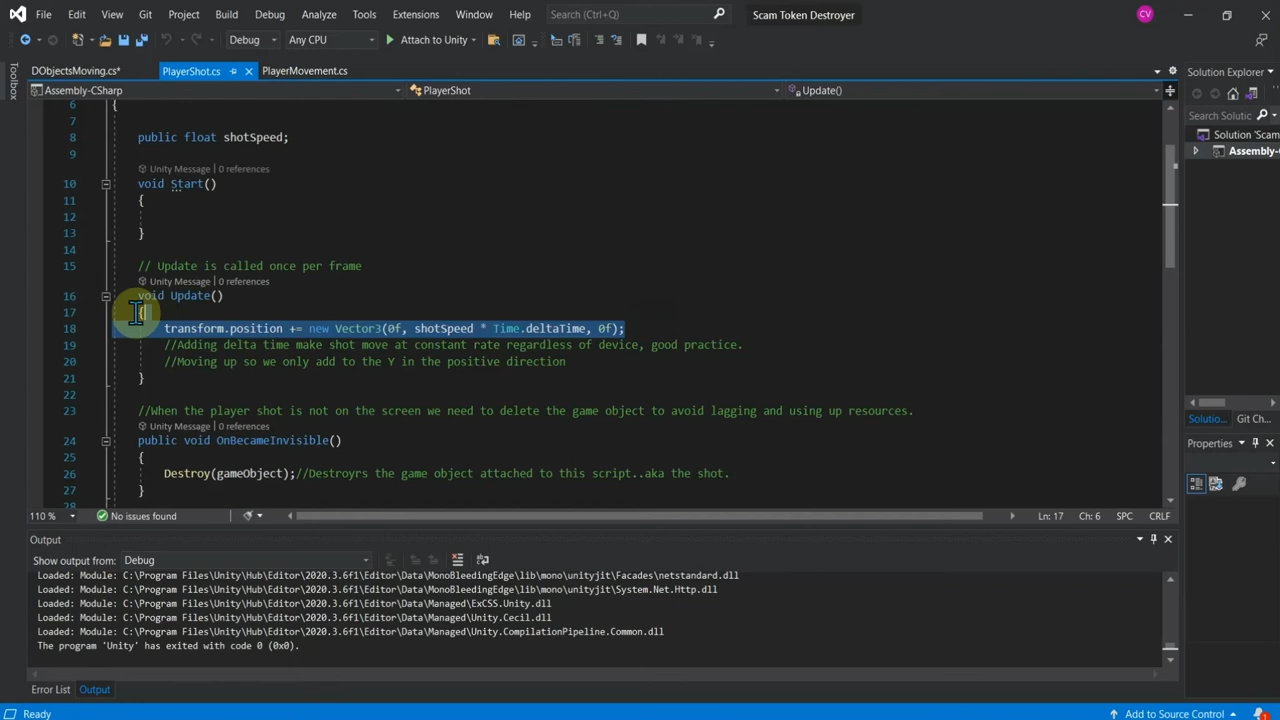 File Edit View Git Project Build Debug Analyze Tools Extensions Window Help Search (Ctrl+Q) Scam Token Destroyer CV
Debug Any CPU Attach to Unity
Toolbox
DObjectsMoving.cs* PlayerShot.cs PlayerMovement.cs
Assembly-CSharp PlayerShot Update()
6 {
7
8 public float shotSpeed;
9
Unity Message | 0 references
10 void Start()
11 {
12
13 }
14
15 // Update is called once per frame
Unity Message | 0 references
16 void Update()
17 {
18 transform.position += new Vector3(0f, shotSpeed * Time.deltaTime, 0f);
19 //Adding delta time make shot move at constant rate regardless of device, good practice.
20 //Moving up so we only add to the Y in the positive direction
21 }
22
23 //When the player shot is not on the screen we need to delete the game object to avoid lagging and using up resources.
Unity Message | 0 references
24 public void OnBecameInvisible()
25 {
26 Destroy(gameObject);//Destroyrs the game object attached to this script..aka the shot.
27 }
28
110 % No issues found Ln: 17 Ch: 6 SPC CRLF
Solution Explorer
Search Solutic
Solution 'Scam
Assembly-C
Solutio... Git Ch...
Properties
Output
Show output from: Debug
Loaded: Module: C:\Program Files\Unity\Hub\Editor\2020.3.6f1\Editor\Data\MonoBleedingEdge\lib\mono\unityjit\Facades\netstandard.dll
Loaded: Module: C:\Program Files\Unity\Hub\Editor\2020.3.6f1\Editor\Data\MonoBleedingEdge\lib\mono\unityjit\System.Net.Http.dll
Loaded: Module: C:\Program Files\Unity\Hub\Editor\2020.3.6f1\Editor\Data\Managed\ExCSS.Unity.dll
Loaded: Module: C:\Program Files\Unity\Hub\Editor\2020.3.6f1\Editor\Data\Managed\Unity.Cecil.dll
Loaded: Module: C:\Program Files\Unity\Hub\Editor\2020.3.6f1\Editor\Data\Managed\Unity.CompilationPipeline.Common.dll
The program 'Unity' has exited with code 0 (0x0).
Error List Output
Ready Add to Source Control